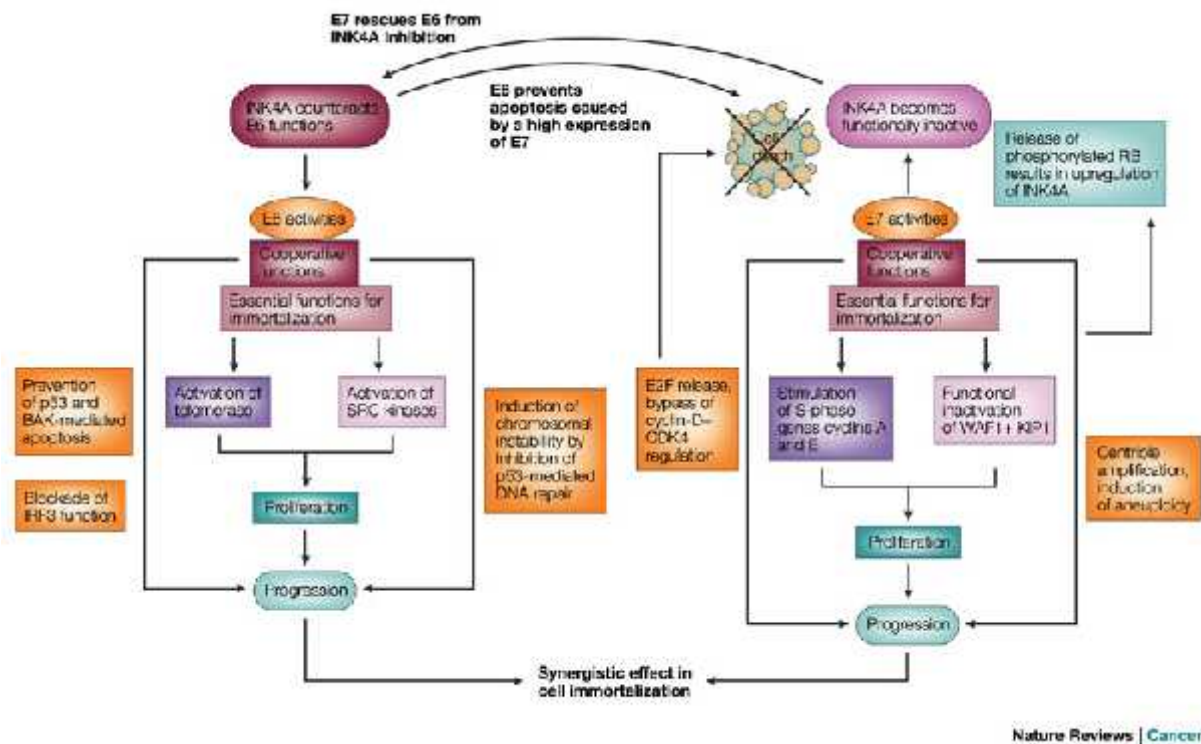 E7 rescues E6 from
INK4A inhibition
INK4A counteracts
E6 functions
E6 prevents
apoptosis caused
by a high expression
of E7
Cell
death
INK4A becomes
functionally inactive
Release of
phosphorylated RB
results in upregulation
of INK4A
E6 activities
Cooperative
functions
Essential functions for
immortalization
Prevention
of p53 and
BAK-mediated
apoptosis
Blockade of
IRF3 function
Activation of
telomerase
Activation of
SRC kinases
Induction of
chromosomal
instability by
inhibition of
p53-mediated
DNA repair
Proliferation
Progression
E7 activities
Cooperative
functions
Essential functions for
immortalization
E2F release,
bypass of
cyclin-D–
CDK4
regulation
Stimulation
of S-phase
genes cyclins A
and E
Functional
inactivation
of WAF1+ KIP1
Centriole
amplification,
induction
of aneuploidy
Proliferation
Progression
Synergistic effect in
cell immortalization
Nature Reviews | Cancer